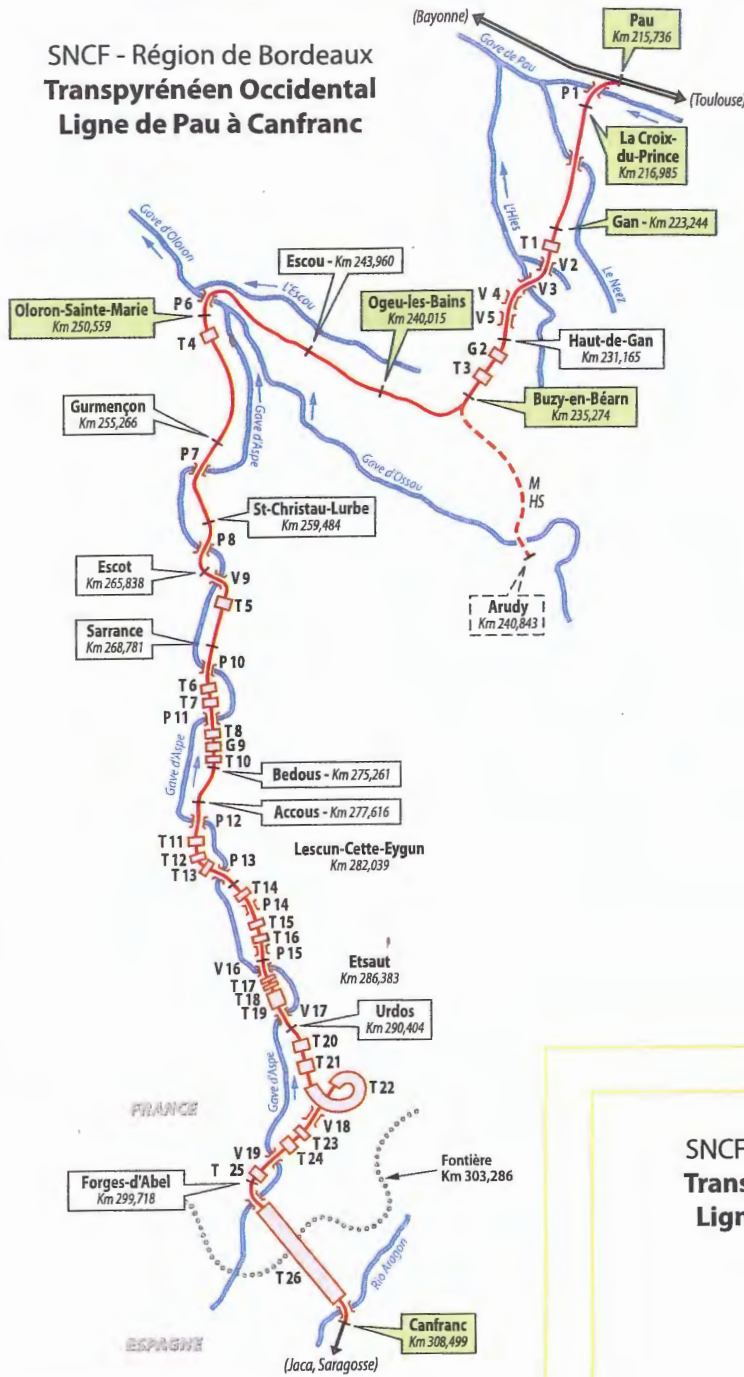 SNCF - Région de Bordeaux
Transpyrénéen Occidental
Ligne de Pau à Canfranc
(Bayonne)
Pau
Km 215,736
Gave de Pau
P 1
(Toulouse)
La Croix-
du-Prince
Km 216,985
L'Hies
Gan - Km 223,244
T 1
V 2
V 3
Le Neez
V 4
V 5
Gave d'Oloron
Escou - Km 243,960
L'Escou
P6
Oloron-Sainte-Marie
Km 250,559
Ogeu-les-Bains
Km 240,015
Haut-de-Gan
Km 231,165
G2
T3
T 4
Buzy-en-Béarn
Km 235,274
Gurmençon
Km 255,266
Gave d'Aspe
P7
Gave d'Ossau
M
HS
St-Christau-Lurbe
Km 259,484
P 8
Escot
Km 265,838
V 9
T 5
Arudy
Km 240,843
Sarrance
Km 268,781
P 10
T 6
T 7
P 11
T 8
G9
T 10
Gave d'Aspe
Bedous - Km 275,261
Accous - Km 277,616
P 12
T 11
T 12
T 13
P 13
Lescun-Cette-Eygun
Km 282,039
T 14
P 14
T 15
T 16
P 15
V 16
T 17
T 18
T 19
Etsaut
Km 286,383
V 17
Urdos
Km 290,404
T 20
T 21
Gave d'Aspe
T 22
FRANCE
V 18
T 23
T 24
V 19
T 25
Fontière
Km 303,286
Forges-d'Abel
Km 299,718
SNCF
Trans
Lign
T 26
Rio Aragon
Canfranc
Km 308,499
ESPAGNE
(Jaca, Saragosse)